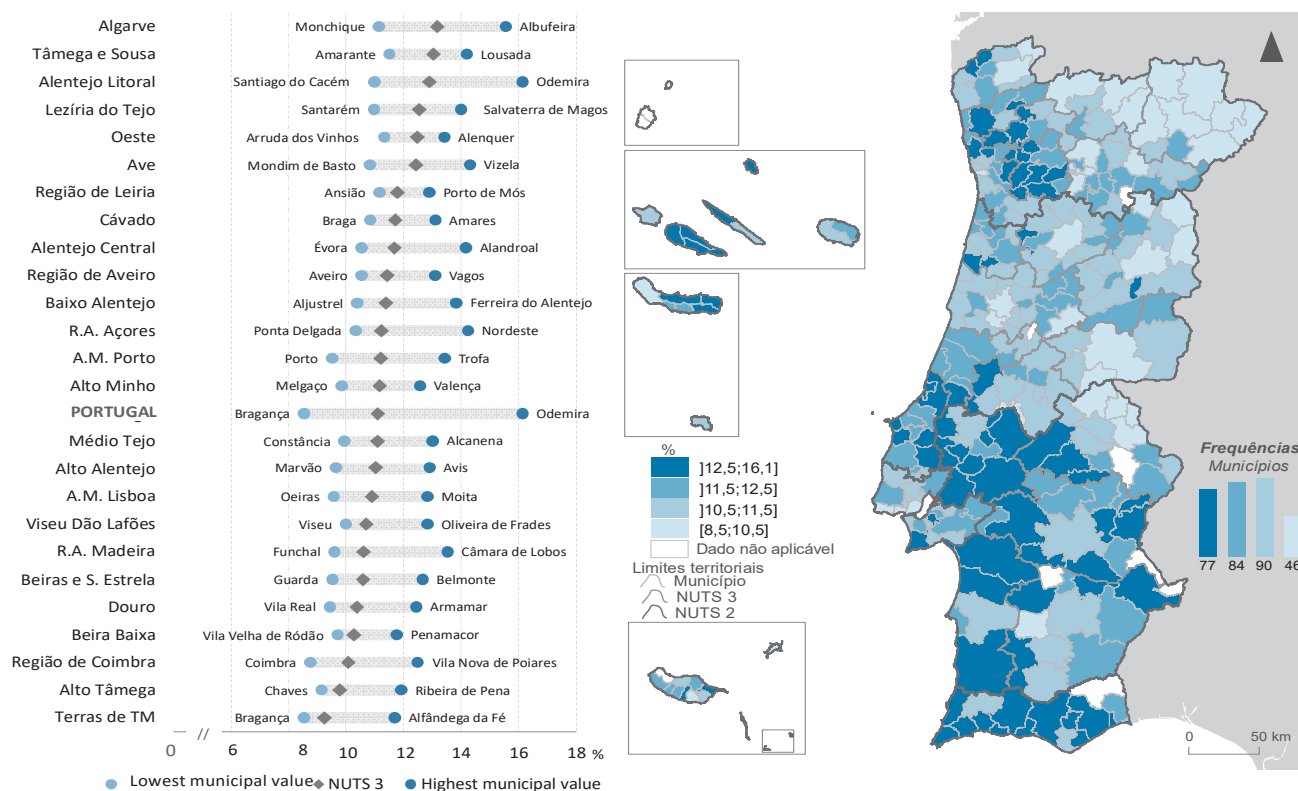 Algarve Monchique Albufeira
Tâmega e Sousa Amarante Lousada
Alentejo Litoral Santiago do Cacém Odemira
Lezíria do Tejo Santarém Salvaterra de Magos
Oeste Arruda dos Vinhos Alenquer
Ave Mondim de Basto Vizela
Região de Leiria Ansião Porto de Mós
Cávado Braga Amares
Alentejo Central Évora Alandroal
Região de Aveiro Aveiro Vagos
Baixo Alentejo Aljustrel Ferreira do Alentejo
R.A. Açores Ponta Delgada Nordeste
A.M. Porto Porto Trofa
Alto Minho Melgaço Valença
PORTUGAL Bragança Odemira
Médio Tejo Constância Alcanena
Alto Alentejo Marvão Avis
A.M. Lisboa Oeiras Moita
Viseu Dão Lafões Viseu Oliveira de Frades
R.A. Madeira Funchal Câmara de Lobos
Beiras e S. Estrela Guarda Belmonte
Douro Vila Real Armamar
Beira Baixa Vila Velha de Ródão Penamacor
Região de Coimbra Coimbra Vila Nova de Poiares
Alto Tâmega Chaves Ribeira de Pena
Terras de TM Bragança Alfândega da Fé
0 // 6 8 10 12 14 16 18 %
Lowest municipal value NUTS 3 Highest municipal value
%
]12,5;16,1]
]11,5;12,5]
]10,5;11,5]
[8,5;10,5]
Dado não aplicável
Limites territoriais
Município
NUTS 3
NUTS 2
Frequências
Municípios
77 84 90 46
0 50 km